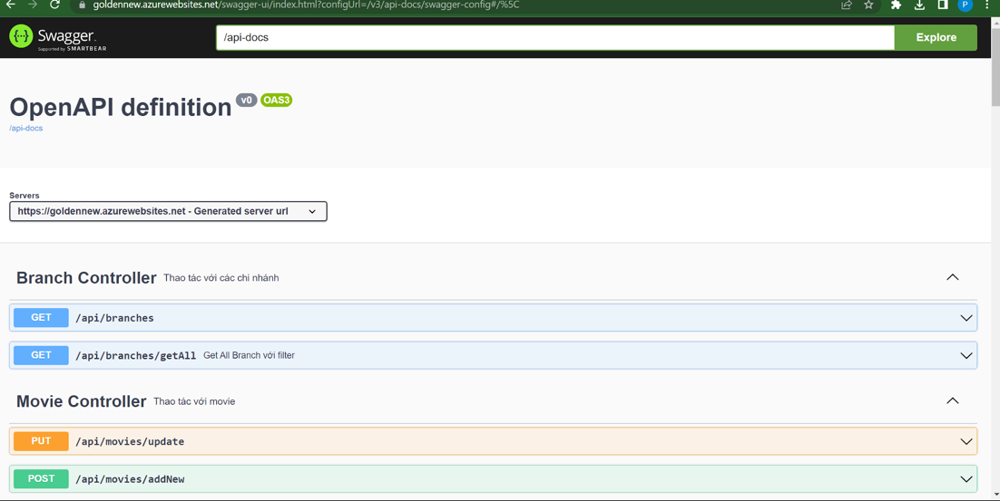 goldennew.azurewebsites.net/swagger-ui/index.html?configUrl=/v3/api-docs/swagger-config#/%5C
P
Swagger.
Supported by SMARTBEAR
/api-docs
Explore
OpenAPI definition v0 OAS3
/api-docs
Servers
https://goldennew.azurewebsites.net - Generated server url
Branch Controller Thao tác với các chi nhánh
GET /api/branches
GET /api/branches/getAll Get All Branch với filter
Movie Controller Thao tác với movie
PUT /api/movies/update
POST /api/movies/addNew